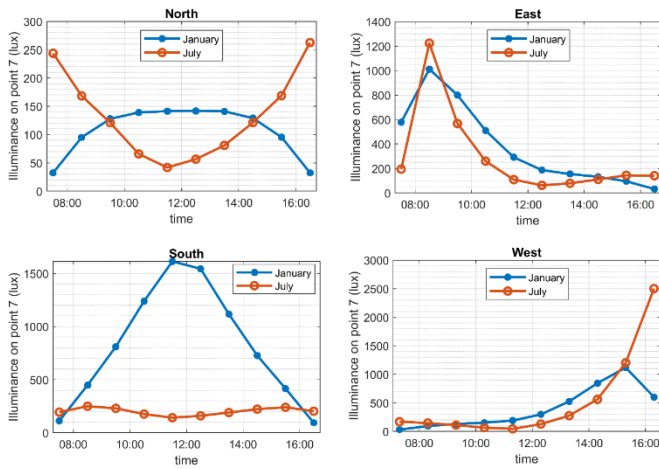 North
Illuminance on point 7 (lux)
300
250
200
150
100
50
0
January
July
08:00 10:00 12:00 14:00 16:00
time
East
Illuminance on point 7 (lux)
1400
1200
1000
800
600
400
200
0
January
July
08:00 10:00 12:00 14:00 16:00
time
South
Illuminance on point 7 (lux)
1500
1000
500
0
January
July
08:00 10:00 12:00 14:00 16:00
time
West
Illuminance on point 7 (lux)
3000
2500
2000
1500
1000
500
0
January
July
08:00 10:00 12:00 14:00 16:00
time